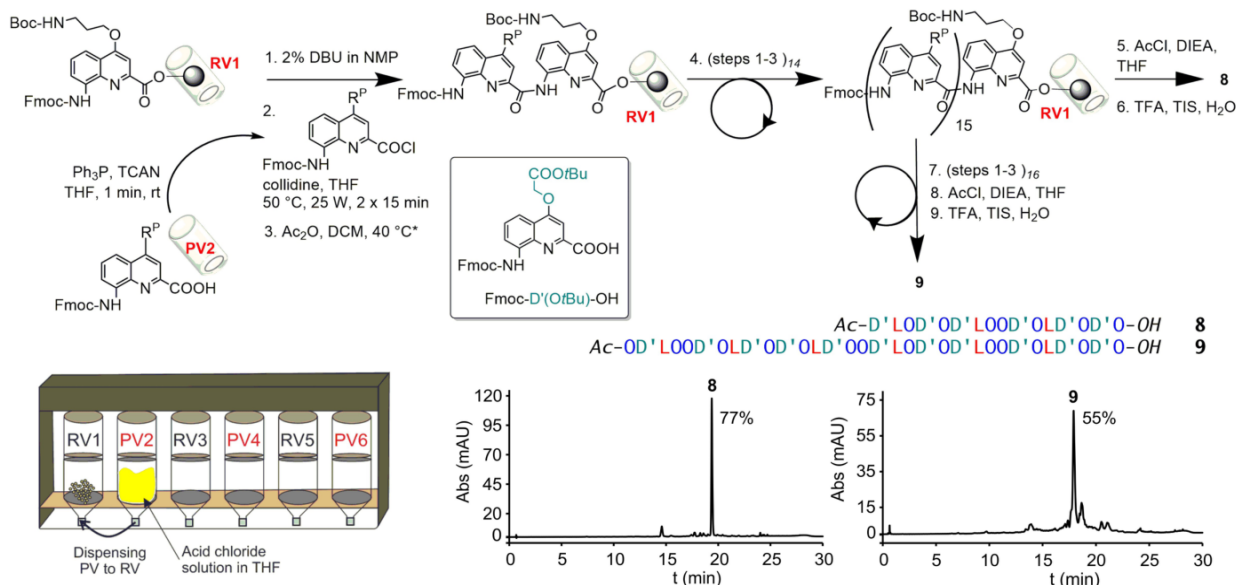 Boc-HN
O
RV1
N
O
O
Fmoc-HN
1. 2% DBU in NMP
2.
Rᴾ
N
COCl
Fmoc-NH
collidine, THF
50 °C, 25 W, 2 x 15 min
3. Ac₂O, DCM, 40 °C*
Ph₃P, TCAN
THF, 1 min, rt
PV2
Rᴾ
N
COOH
Fmoc-NH
Boc-HN
Rᴾ
O
N
N
O
Fmoc-HN
O
HN
O
RV1
4. (steps 1-3)₁₄
Boc-HN
Rᴾ
O
N
N
O
Fmoc-HN
O
HN
O
15
RV1
5. AcCl, DIEA,
THF
8
6. TFA, TIS, H₂O
7. (steps 1-3)₁₆
8. AcCl, DIEA, THF
9. TFA, TIS, H₂O
9
COOtBu
O
N
COOH
Fmoc-NH
Fmoc-D'(OtBu)-OH
Ac-D'LOD'OD'LOOD'OLD'OD'O-OH 8
Ac-OD'LOOD'OLD'OD'OLD'OOD'LOD'OD'LOOD'OLD'OD'O-OH 9
RV1 PV2 RV3 PV4 RV5 PV6
Dispensing
PV to RV
Acid chloride
solution in THF
8
77%
Abs (mAU)
120
95
70
45
20
0
0 5 10 15 20 25 30
t (min)
9
55%
Abs (mAU)
75
55
35
15
0
0 5 10 15 20 25 30
t (min)